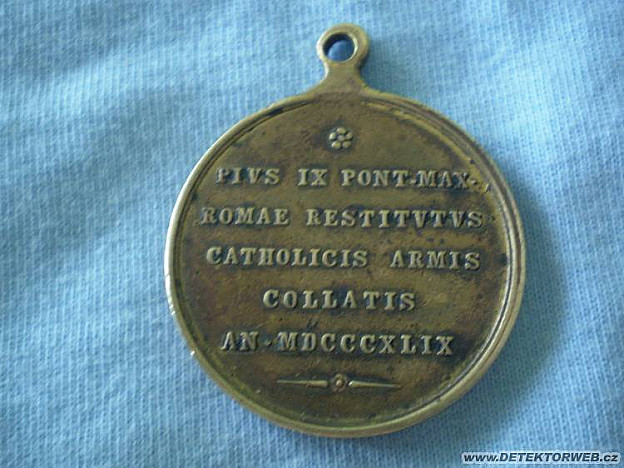 PIVS IX PONT·MAX·
ROMAE RESTITVTVS
CATHOLICIS ARMIS
COLLATIS
AN·MDCCCXLIX
www.DETEKTORWEB.cz